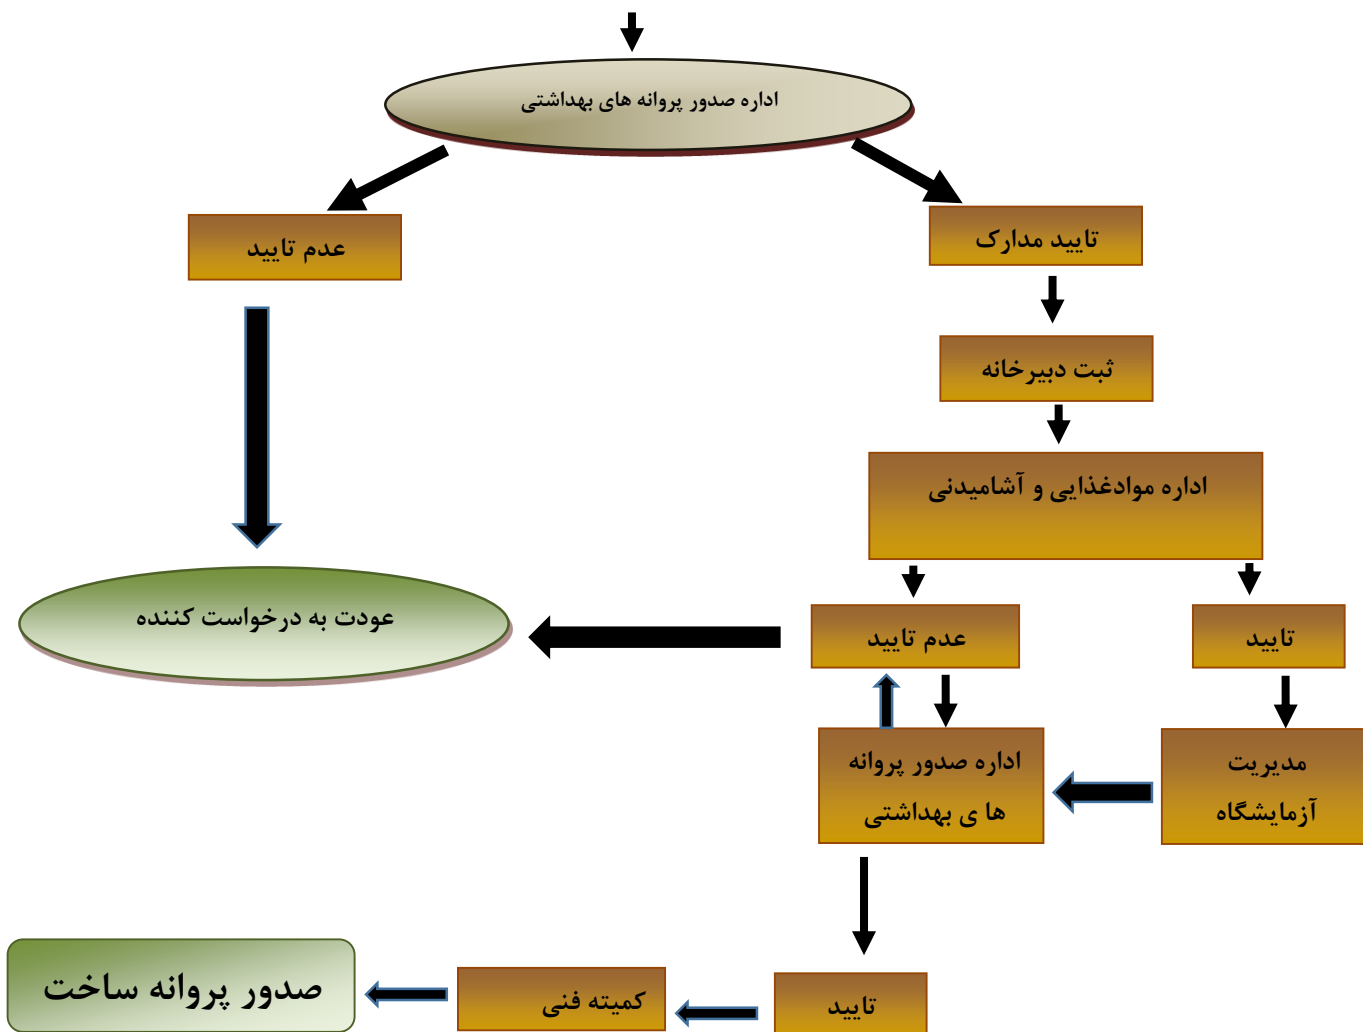 اداره صدور پروانه های بهداشتی
تایید مدارک
عدم تایید
ثبت دبیرخانه
اداره موادغذایی و آشامیدنی
تایید
عدم تایید
عودت به درخواست کننده
مدیریت
آزمایشگاه
اداره صدور پروانه
ها ی بهداشتی
تایید
کمیته فنی
صدور پروانه ساخت